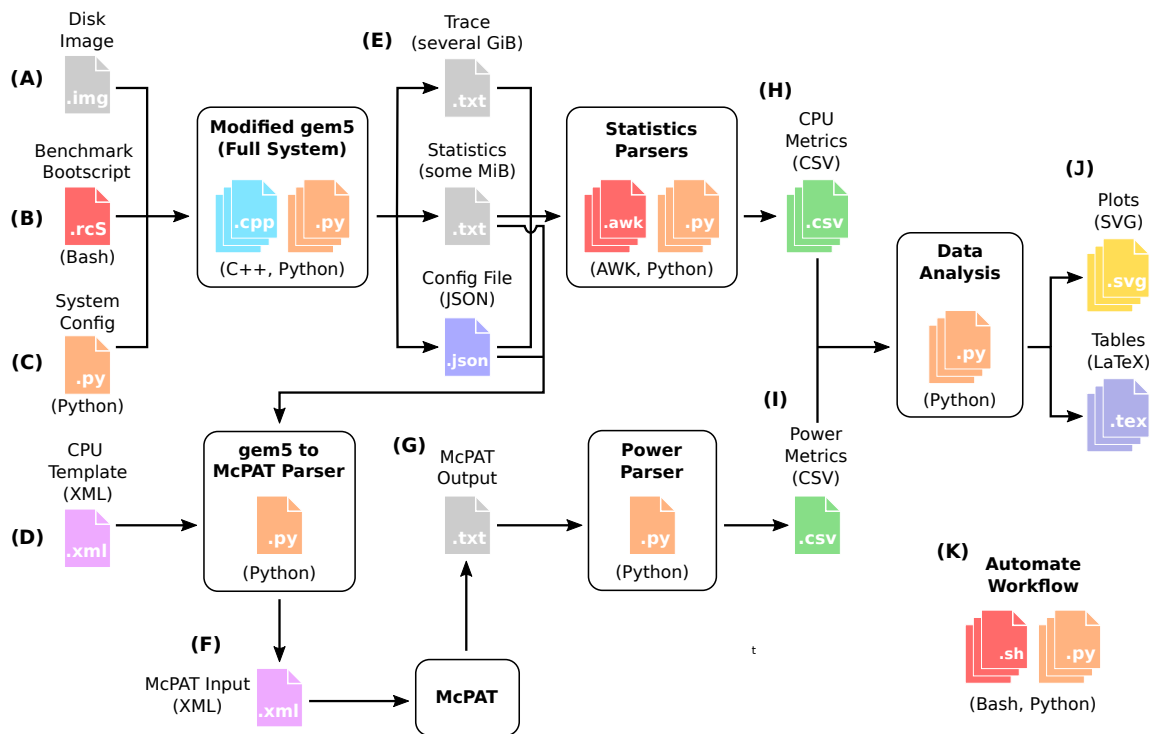 Disk
Image
(A)
.img
Benchmark
Bootscript
(B)
.rcS
(Bash)
System
Config
(C)
.py
(Python)
CPU
Template
(XML)
(D)
.xml
Modified gem5
(Full System)
.cpp
.py
(C++, Python)
(E)
Trace
(several GiB)
.txt
Statistics
(some MiB)
.txt
Config File
(JSON)
.json
Statistics
Parsers
.awk
.py
(AWK, Python)
(H)
CPU
Metrics
(CSV)
.csv
gem5 to
McPAT Parser
.py
(Python)
(F)
McPAT Input
(XML)
.xml
McPAT
(G)
McPAT
Output
.txt
Power
Parser
.py
(Python)
(I)
Power
Metrics
(CSV)
.csv
Data
Analysis
.py
(Python)
(J)
Plots
(SVG)
.svg
Tables
(LaTeX)
.tex
t
(K)
Automate
Workflow
.sh
.py
(Bash, Python)